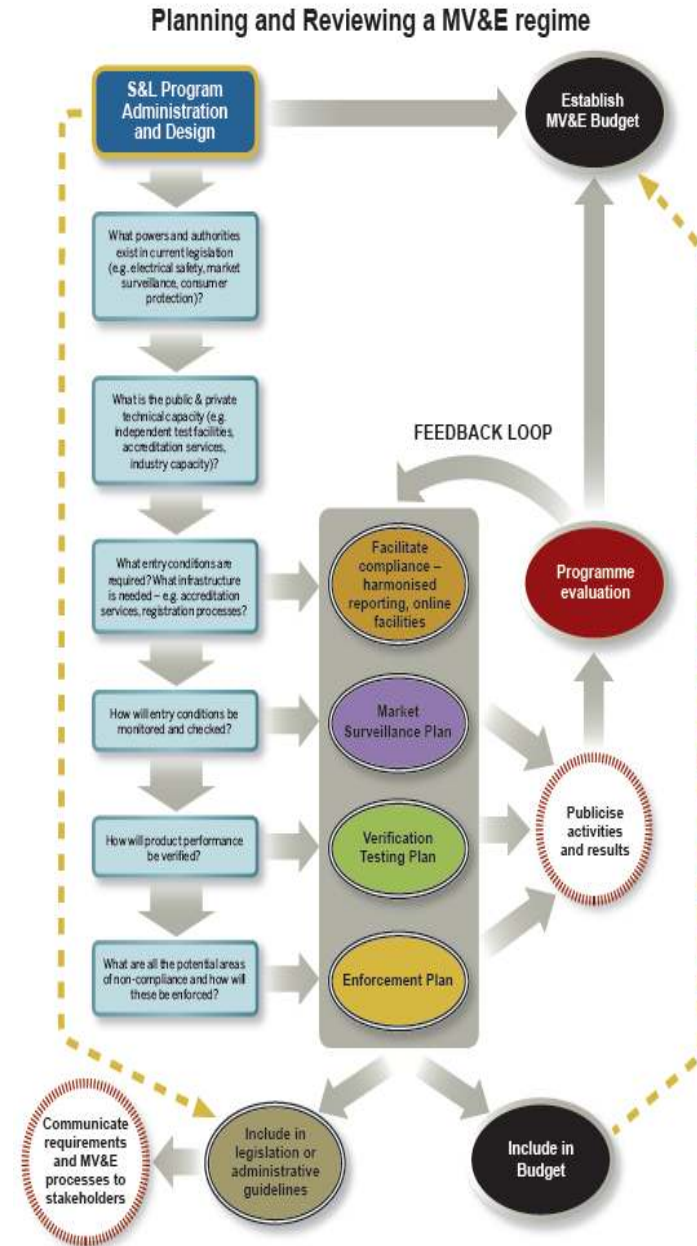 Planning and Reviewing a MV&E regime
S&L Program
Administration
and Design
Establish
MV&E Budget
What powers and authorities
exist in current legislation
(e.g. electrical safety, market
surveillance, consumer
protection)?
What is the public & private
technical capacity (e.g.
independent test facilities,
accreditation services,
industry capacity)?
FEEDBACK LOOP
What entry conditions are
required? What infrastructure
is needed – e.g. accreditation
services, registration processes?
Facilitate
compliance –
harmonised
reporting, online
facilities
Programme
evaluation
How will entry conditions be
monitored and checked?
Market
Surveillance Plan
Publicise
activities
and results
How will product performance
be verified?
Verification
Testing Plan
What are all the potential areas
of non-compliance and how will
these be enforced?
Enforcement Plan
Communicate
requirements
and MV&E
processes to
stakeholders
Include in
legislation or
administrative
guidelines
Include in
Budget